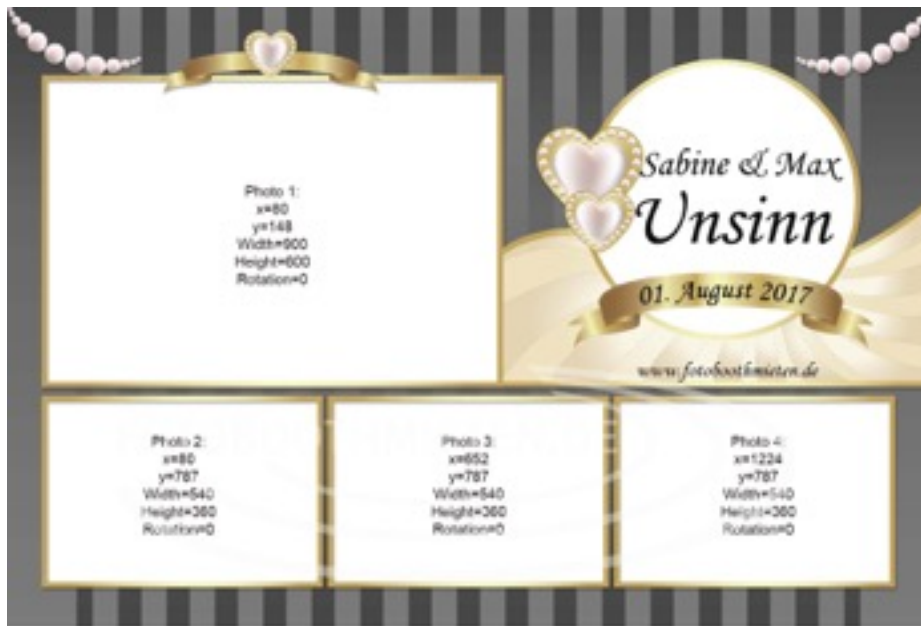 Photo 1:
x=80
y=148
Width=900
Height=600
Rotation=0
Sabine & Max
Unsinn
01. August 2017
www.fotoboothmieten.de
Photo 2:
x=80
y=787
Width=540
Height=360
Rotation=0
Photo 3:
x=652
y=787
Width=540
Height=360
Rotation=0
Photo 4:
x=1224
y=787
Width=540
Height=360
Rotation=0